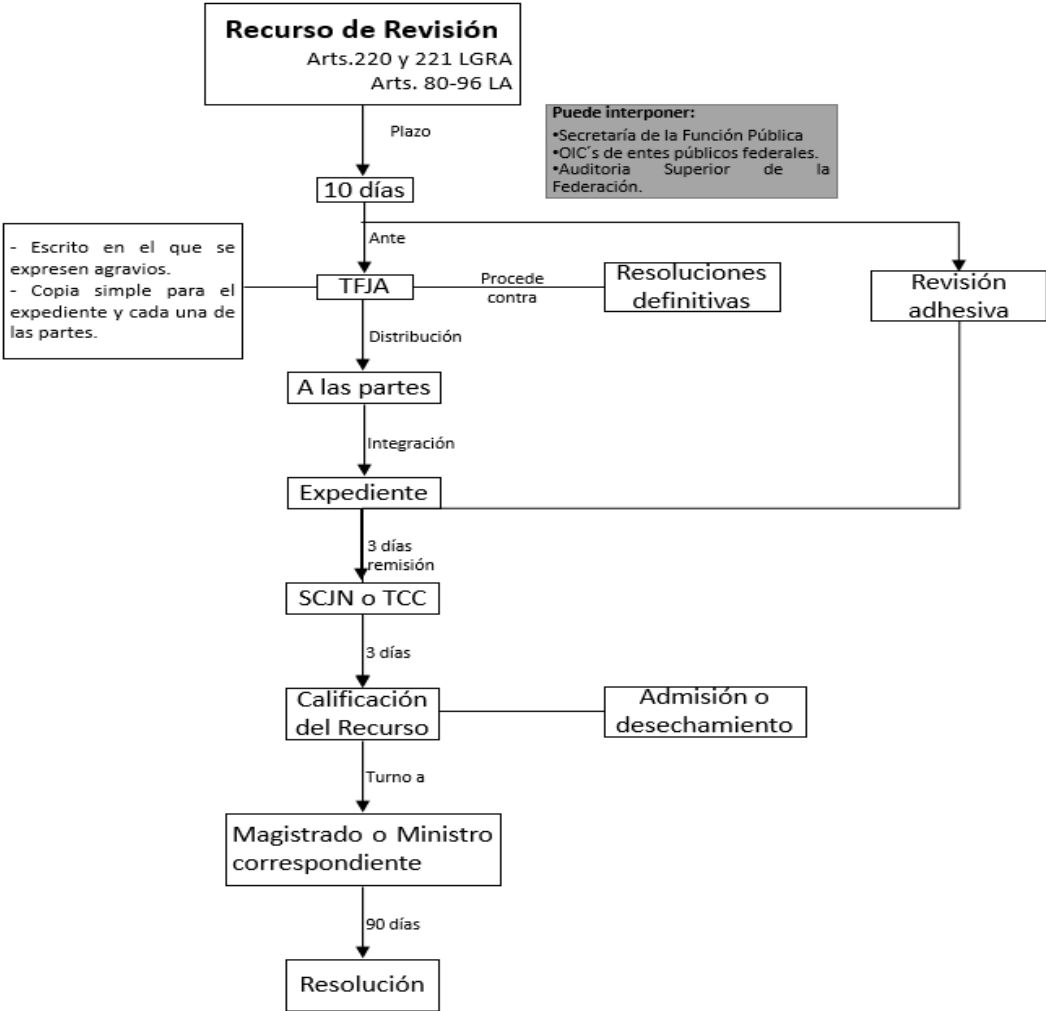 Recurso de Revisión
Arts.220 y 221 LGRA
Arts. 80-96 LA
Plazo
Puede interponer:
•Secretaría de la Función Pública
•OIC´s de entes públicos federales.
•Auditoria Superior de la
Federación.
10 días
Ante
- Escrito en el que se
expresen agravios.
- Copia simple para el
expediente y cada una de
las partes.
TFJA
Procede
contra
Resoluciones
definitivas
Revisión
adhesiva
Distribución
A las partes
Integración
Expediente
3 días
remisión
SCJN o TCC
3 días
Calificación
del Recurso
Admisión o
desechamiento
Turno a
Magistrado o Ministro
correspondiente
90 días
Resolución